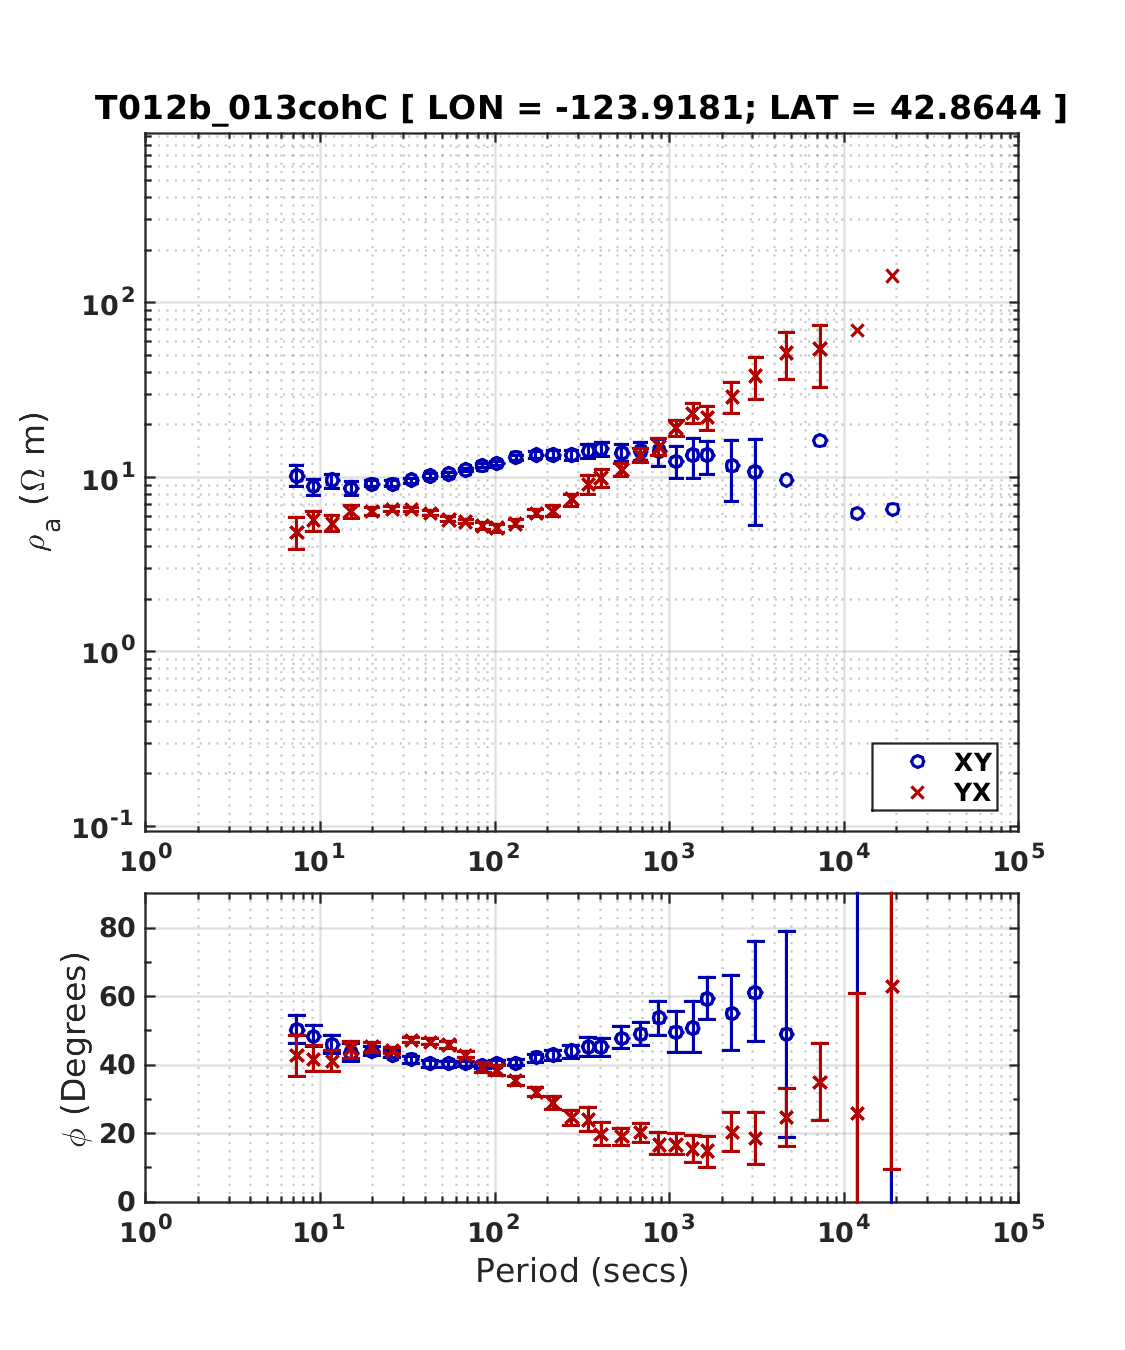 T012b_013cohC [ LON = -123.9181; LAT = 42.8644 ]
ρa (Ω m)
10^2
10^1
10^0
10^-1
XY
YX
10^0 10^1 10^2 10^3 10^4 10^5
ϕ (Degrees)
80
60
40
20
0
10^0 10^1 10^2 10^3 10^4 10^5
Period (secs)